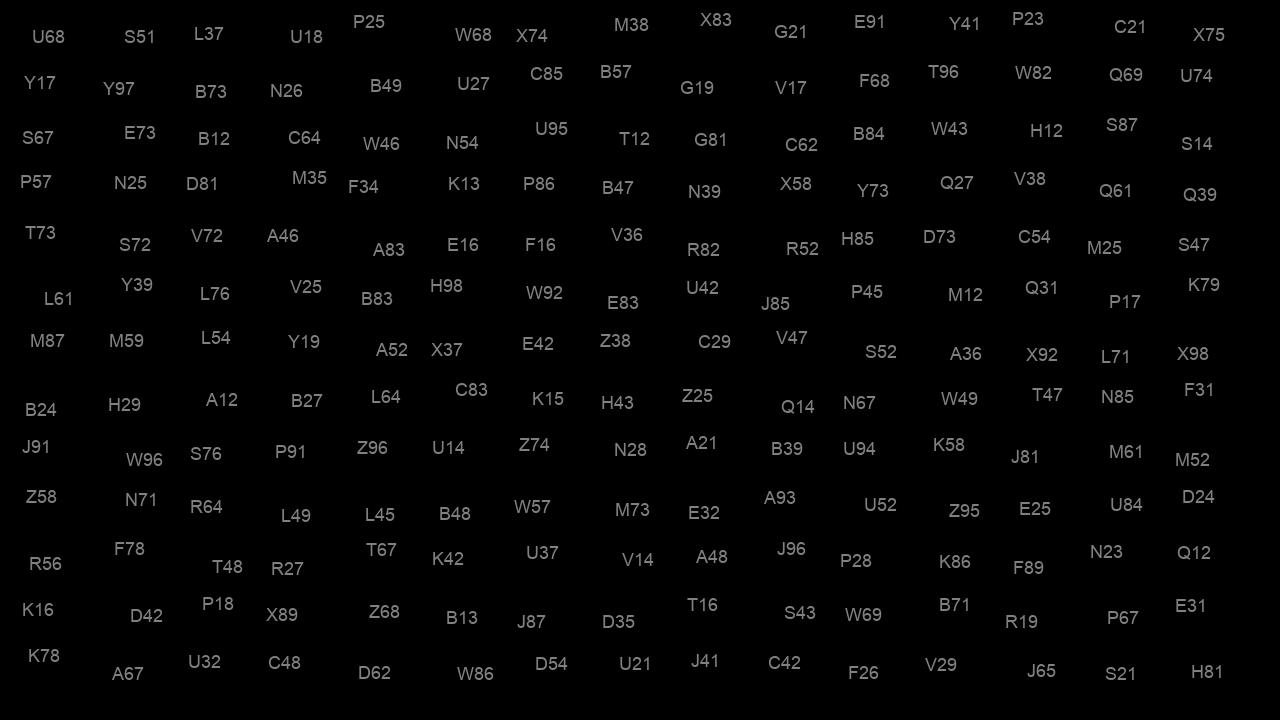 U68 S51 L37 U18 P25 W68 X74 M38 X83 G21 E91 Y41 P23 C21 X75
Y17 Y97 B73 N26 B49 U27 C85 B57 G19 V17 F68 T96 W82 Q69 U74
S67 E73 B12 C64 W46 N54 U95 T12 G81 C62 B84 W43 H12 S87 S14
P57 N25 D81 M35 F34 K13 P86 B47 N39 X58 Y73 Q27 V38 Q61 Q39
T73 S72 V72 A46 A83 E16 F16 V36 R82 R52 H85 D73 C54 M25 S47
L61 Y39 L76 V25 B83 H98 W92 E83 U42 J85 P45 M12 Q31 P17 K79
M87 M59 L54 Y19 A52 X37 E42 Z38 C29 V47 S52 A36 X92 L71 X98
B24 H29 A12 B27 L64 C83 K15 H43 Z25 Q14 N67 W49 T47 N85 F31
J91 W96 S76 P91 Z96 U14 Z74 N28 A21 B39 U94 K58 J81 M61 M52
Z58 N71 R64 L49 L45 B48 W57 M73 E32 A93 U52 Z95 E25 U84 D24
R56 F78 T48 R27 T67 K42 U37 V14 A48 J96 P28 K86 F89 N23 Q12
K16 D42 P18 X89 Z68 B13 J87 D35 T16 S43 W69 B71 R19 P67 E31
K78 A67 U32 C48 D62 W86 D54 U21 J41 C42 F26 V29 J65 S21 H81